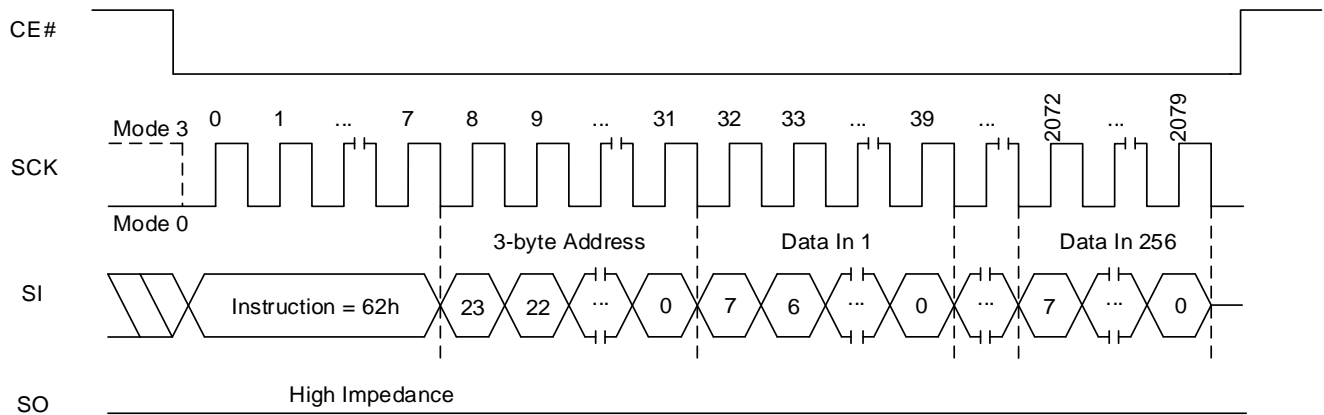 CE#
SCK
Mode 3
Mode 0
0 1 ... 7 8 9 ... 31 32 33 ... 39 ... 2072 ... 2079
3-byte Address Data In 1 Data In 256
SI
Instruction = 62h 23 22 ... 0 7 6 ... 0 ... 7 ... 0
SO
High Impedance